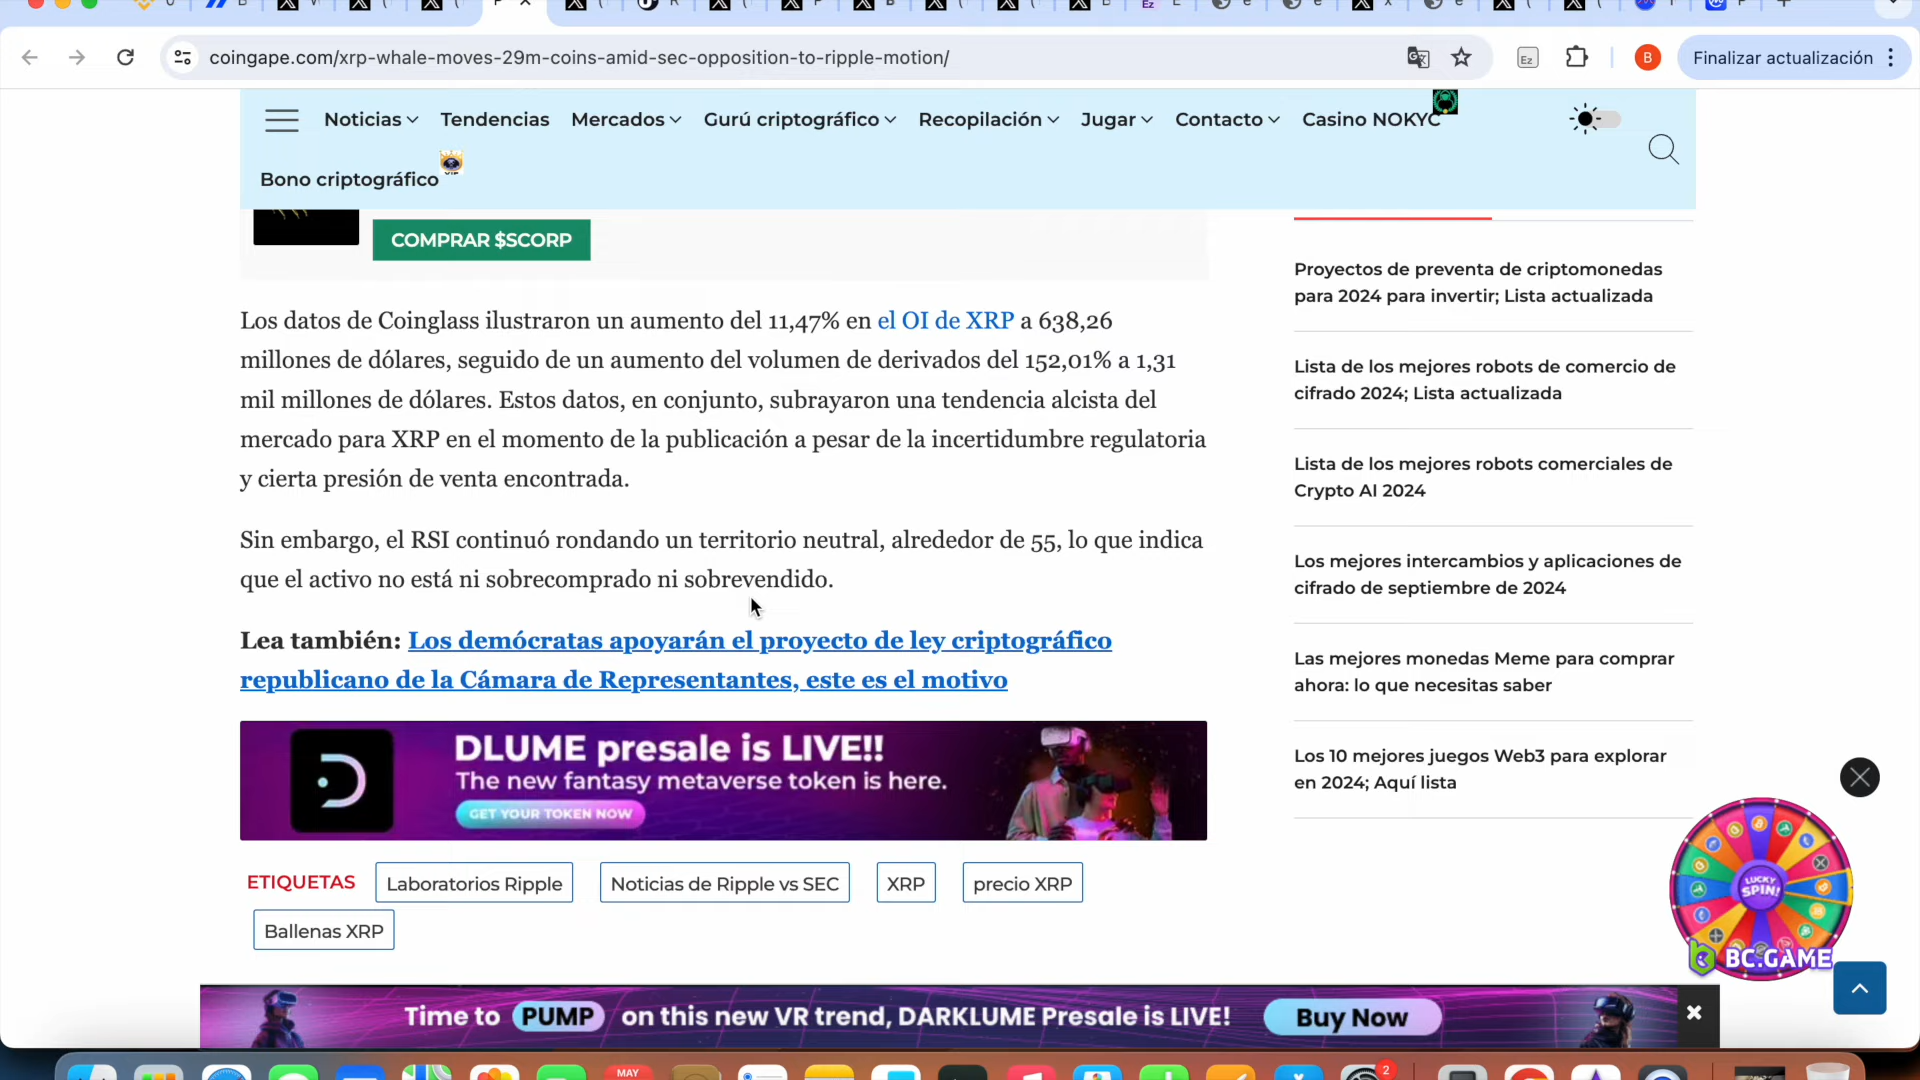 coingape.com/xrp-whale-moves-29m-coins-amid-sec-opposition-to-ripple-motion/
Ez
B
Finalizar actualización
Noticias
Tendencias
Mercados
Gurú criptográfico
Recopilación
Jugar
Contacto
Casino NOKYC
Bono criptográfico
VIP
COMPRAR $SCORP
Los datos de Coinglass ilustraron un aumento del 11,47% en el OI de XRP a 638,26
millones de dólares, seguido de un aumento del volumen de derivados del 152,01% a 1,31
mil millones de dólares. Estos datos, en conjunto, subrayaron una tendencia alcista del
mercado para XRP en el momento de la publicación a pesar de la incertidumbre regulatoria
y cierta presión de venta encontrada.
Sin embargo, el RSI continuó rondando un territorio neutral, alrededor de 55, lo que indica
que el activo no está ni sobrecomprado ni sobrevendido.
Lea también: Los demócratas apoyarán el proyecto de ley criptográfico
republicano de la Cámara de Representantes, este es el motivo
DLUME presale is LIVE!!
The new fantasy metaverse token is here.
GET YOUR TOKEN NOW
ETIQUETAS
Laboratorios Ripple
Noticias de Ripple vs SEC
XRP
precio XRP
Ballenas XRP
Proyectos de preventa de criptomonedas
para 2024 para invertir; Lista actualizada
Lista de los mejores robots de comercio de
cifrado 2024; Lista actualizada
Lista de los mejores robots comerciales de
Crypto AI 2024
Los mejores intercambios y aplicaciones de
cifrado de septiembre de 2024
Las mejores monedas Meme para comprar
ahora: lo que necesitas saber
Los 10 mejores juegos Web3 para explorar
en 2024; Aquí lista
LUCKY
SPIN!
BC.GAME
Time to PUMP on this new VR trend, DARKLUME Presale is LIVE!
Buy Now
MAY
2